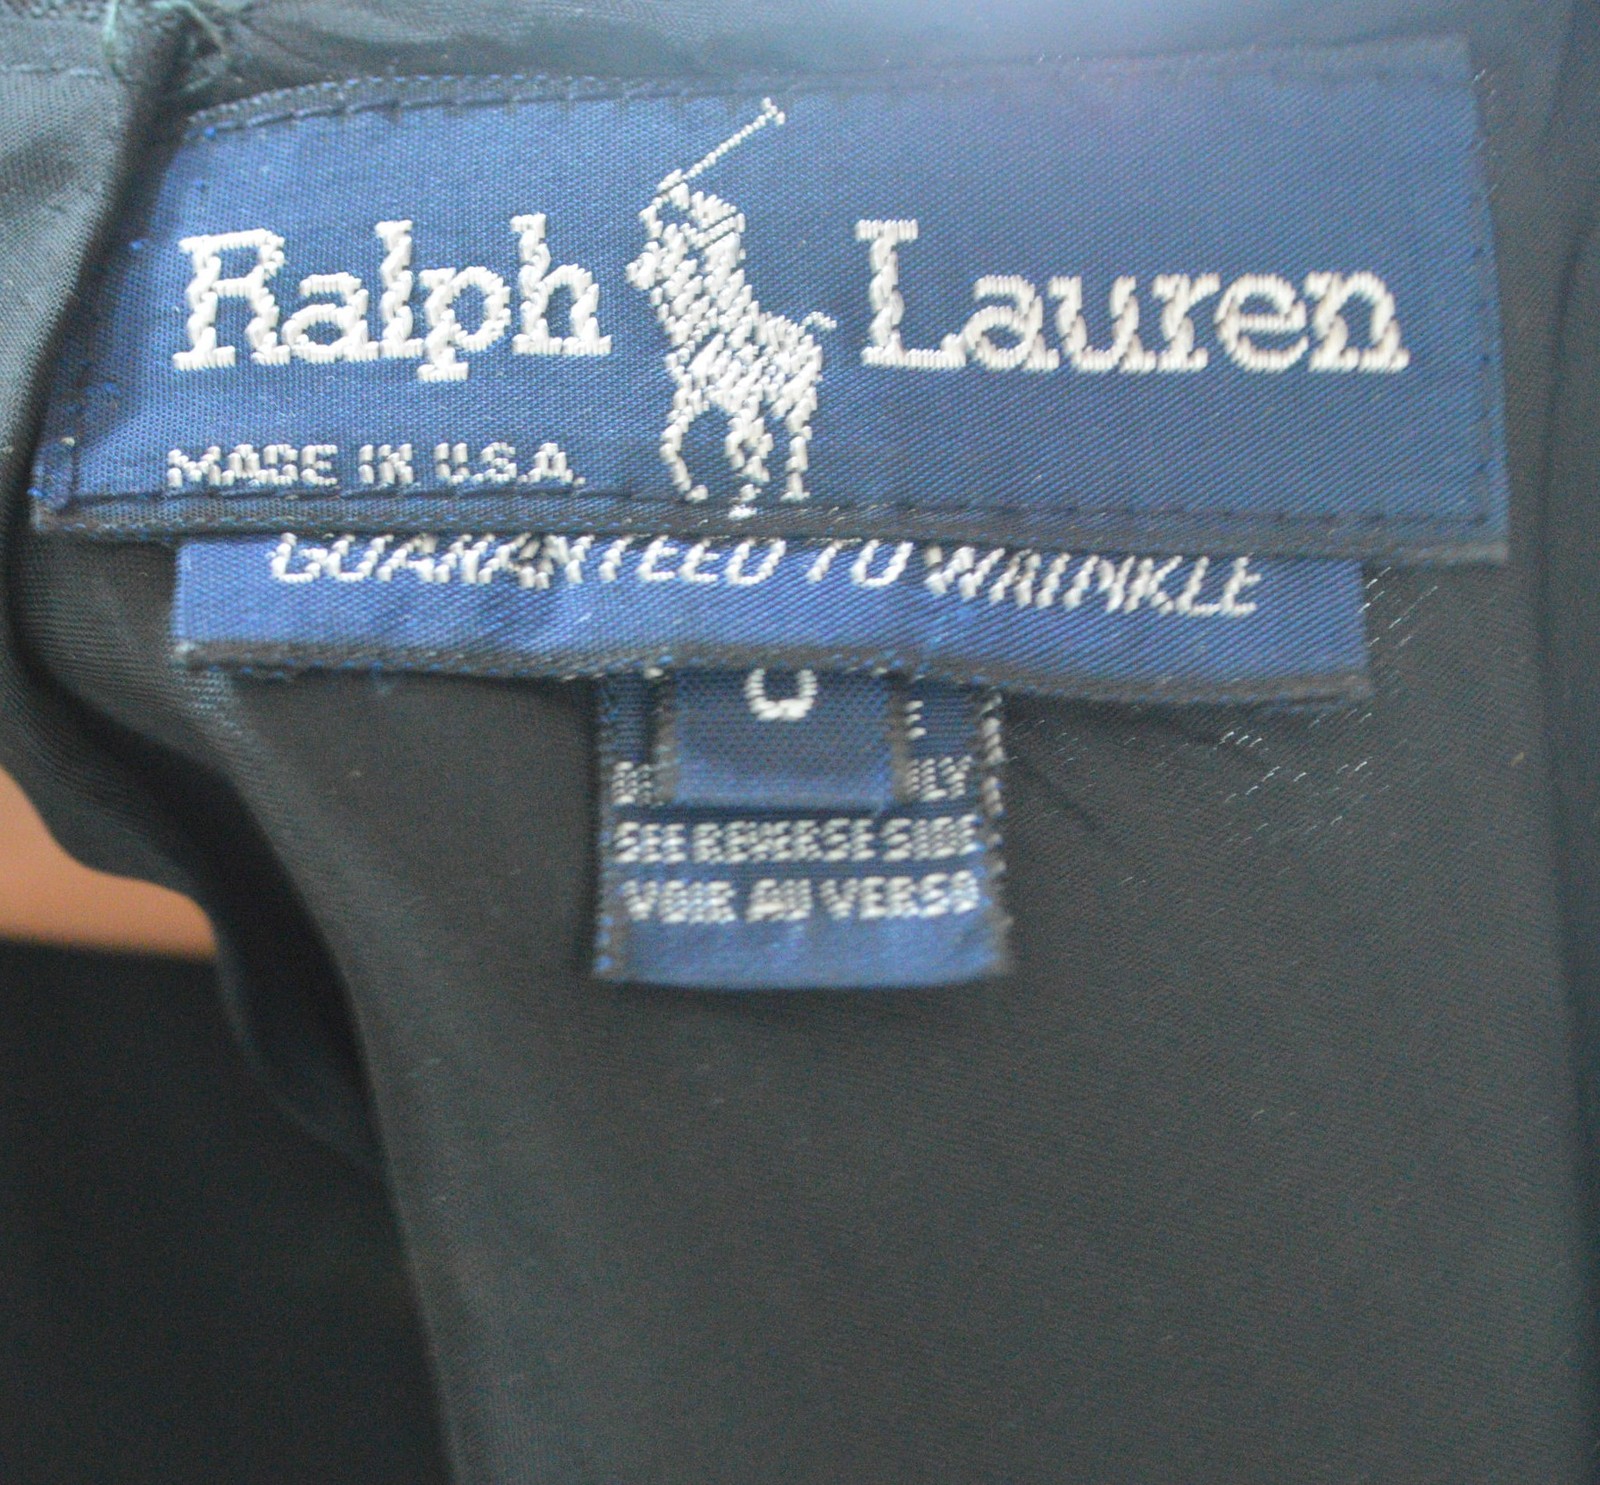 Ralph Lauren
MADE IN U.S.A.
GUARANTEED TO WRINKLE
SEE REVERSE SIDE
VOIR AU VERSO